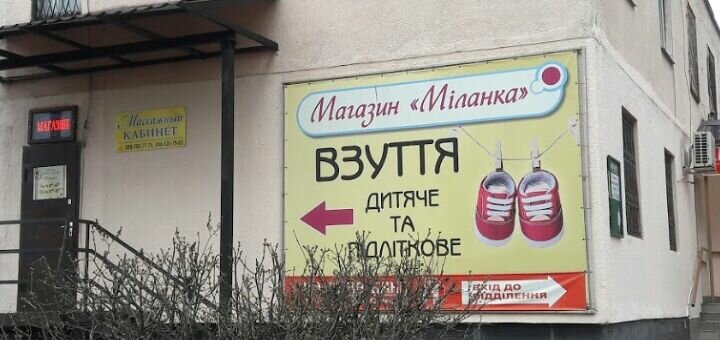 МАГАЗИН
Массажный
КАБИНЕТ
Магазин «Міланка»
ВЗУТТЯ
ДИТЯЧЕ
ТА
ПІДЛІТКОВЕ
ВХІД ДО
ВІДДІЛЕННЯ